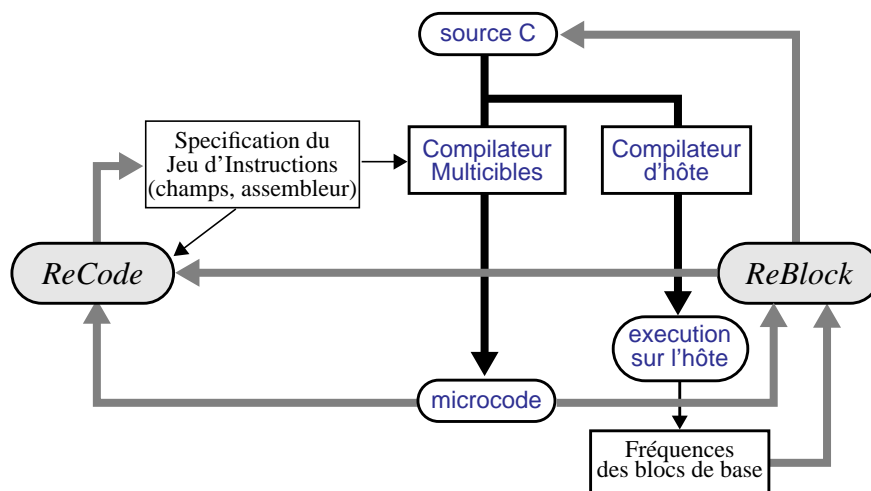 source C
Specification du
Jeu d'Instructions
(champs, assembleur)
Compilateur
Multicibles
Compilateur
d'hôte
ReCode
ReBlock
execution
sur l'hôte
microcode
Fréquences
des blocs de base